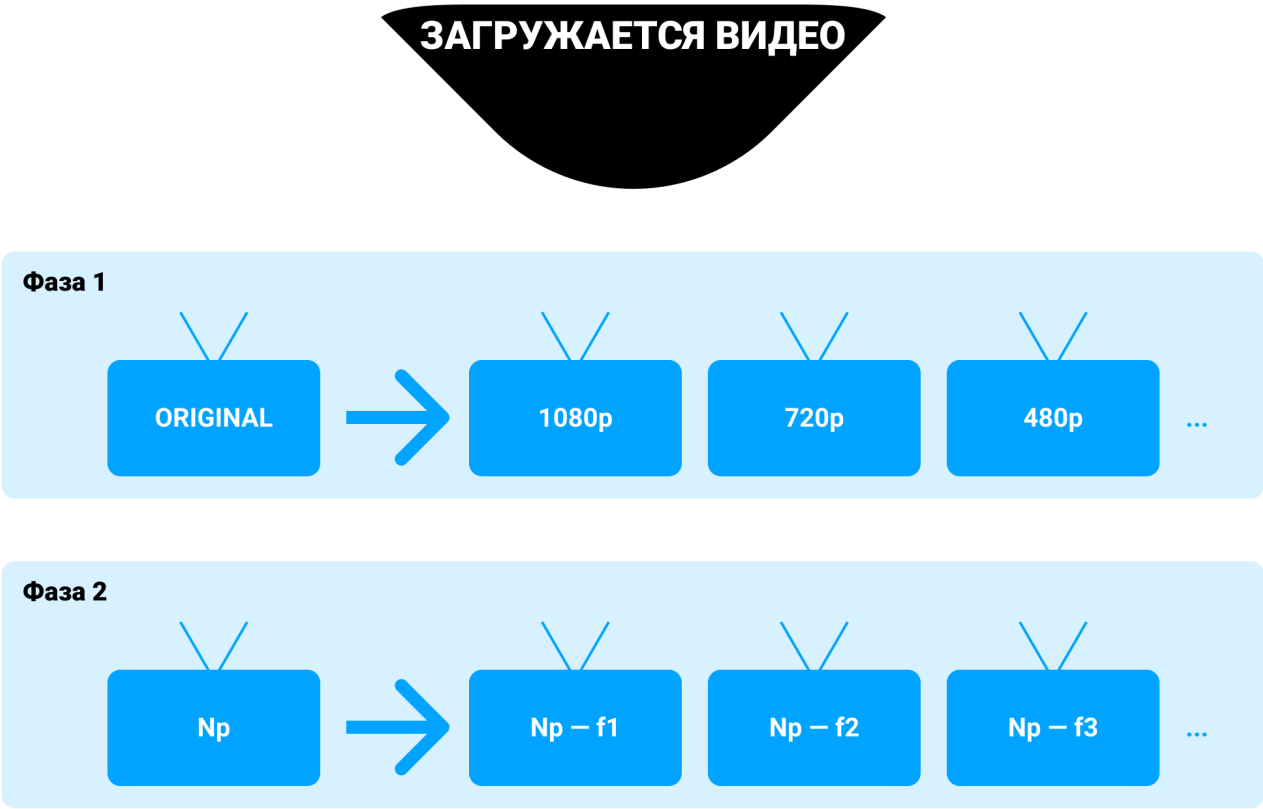 ЗАГРУЖАЕТСЯ ВИДЕО
Фаза 1
ORIGINAL
1080p
720p
480p
...
Фаза 2
Np
Np — f1
Np — f2
Np — f3
...